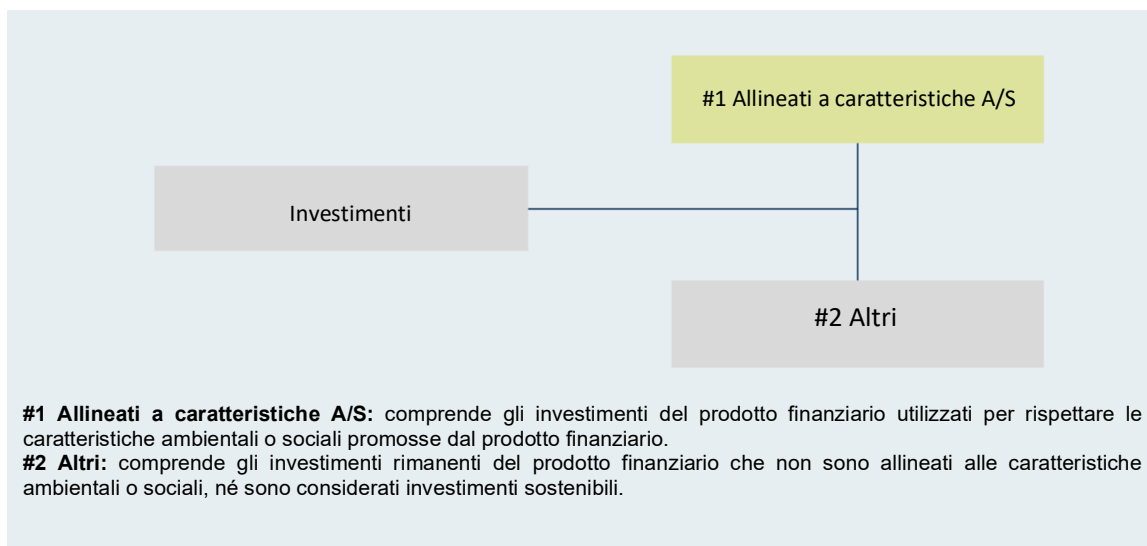 #1 Allineati a caratteristiche A/S
Investimenti
#2 Altri
#1 Allineati a caratteristiche A/S: comprende gli investimenti del prodotto finanziario utilizzati per rispettare le
caratteristiche ambientali o sociali promosse dal prodotto finanziario.
#2 Altri: comprende gli investimenti rimanenti del prodotto finanziario che non sono allineati alle caratteristiche
ambientali o sociali, né sono considerati investimenti sostenibili.